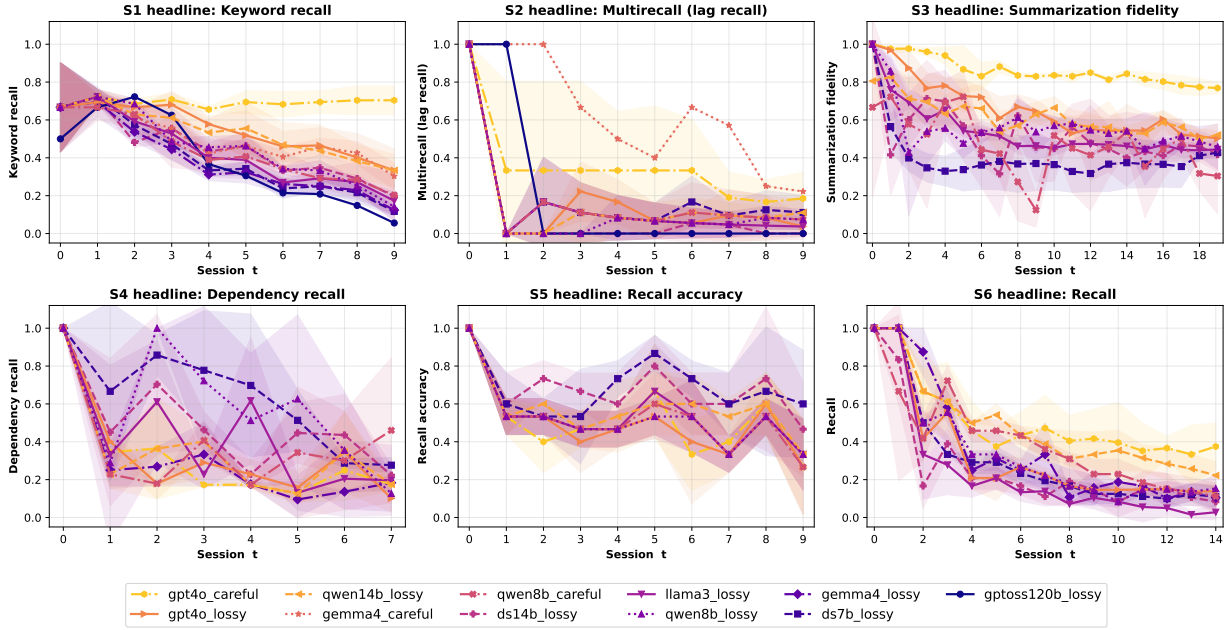 S1 headline: Keyword recall
S2 headline: Multirecall (lag recall)
S3 headline: Summarization fidelity
Keyword recall
1.0
0.8
0.6
0.4
0.2
0.0
0 1 2 3 4 5 6 7 8 9
Session t
Multirecall (lag recall)
1.0
0.8
0.6
0.4
0.2
0.0
0 1 2 3 4 5 6 7 8 9
Session t
Summarization fidelity
1.0
0.8
0.6
0.4
0.2
0.0
0 2 4 6 8 10 12 14 16 18
Session t
S4 headline: Dependency recall
S5 headline: Recall accuracy
S6 headline: Recall
Dependency recall
1.0
0.8
0.6
0.4
0.2
0.0
0 1 2 3 4 5 6 7
Session t
Recall accuracy
1.0
0.8
0.6
0.4
0.2
0.0
0 1 2 3 4 5 6 7 8 9
Session t
Recall
1.0
0.8
0.6
0.4
0.2
0.0
0 2 4 6 8 10 12 14
Session t
gpt4o_careful qwen14b_lossy qwen8b_careful llama3_lossy gemma4_lossy gptoss120b_lossy
gpt4o_lossy gemma4_careful ds14b_lossy qwen8b_lossy ds7b_lossy